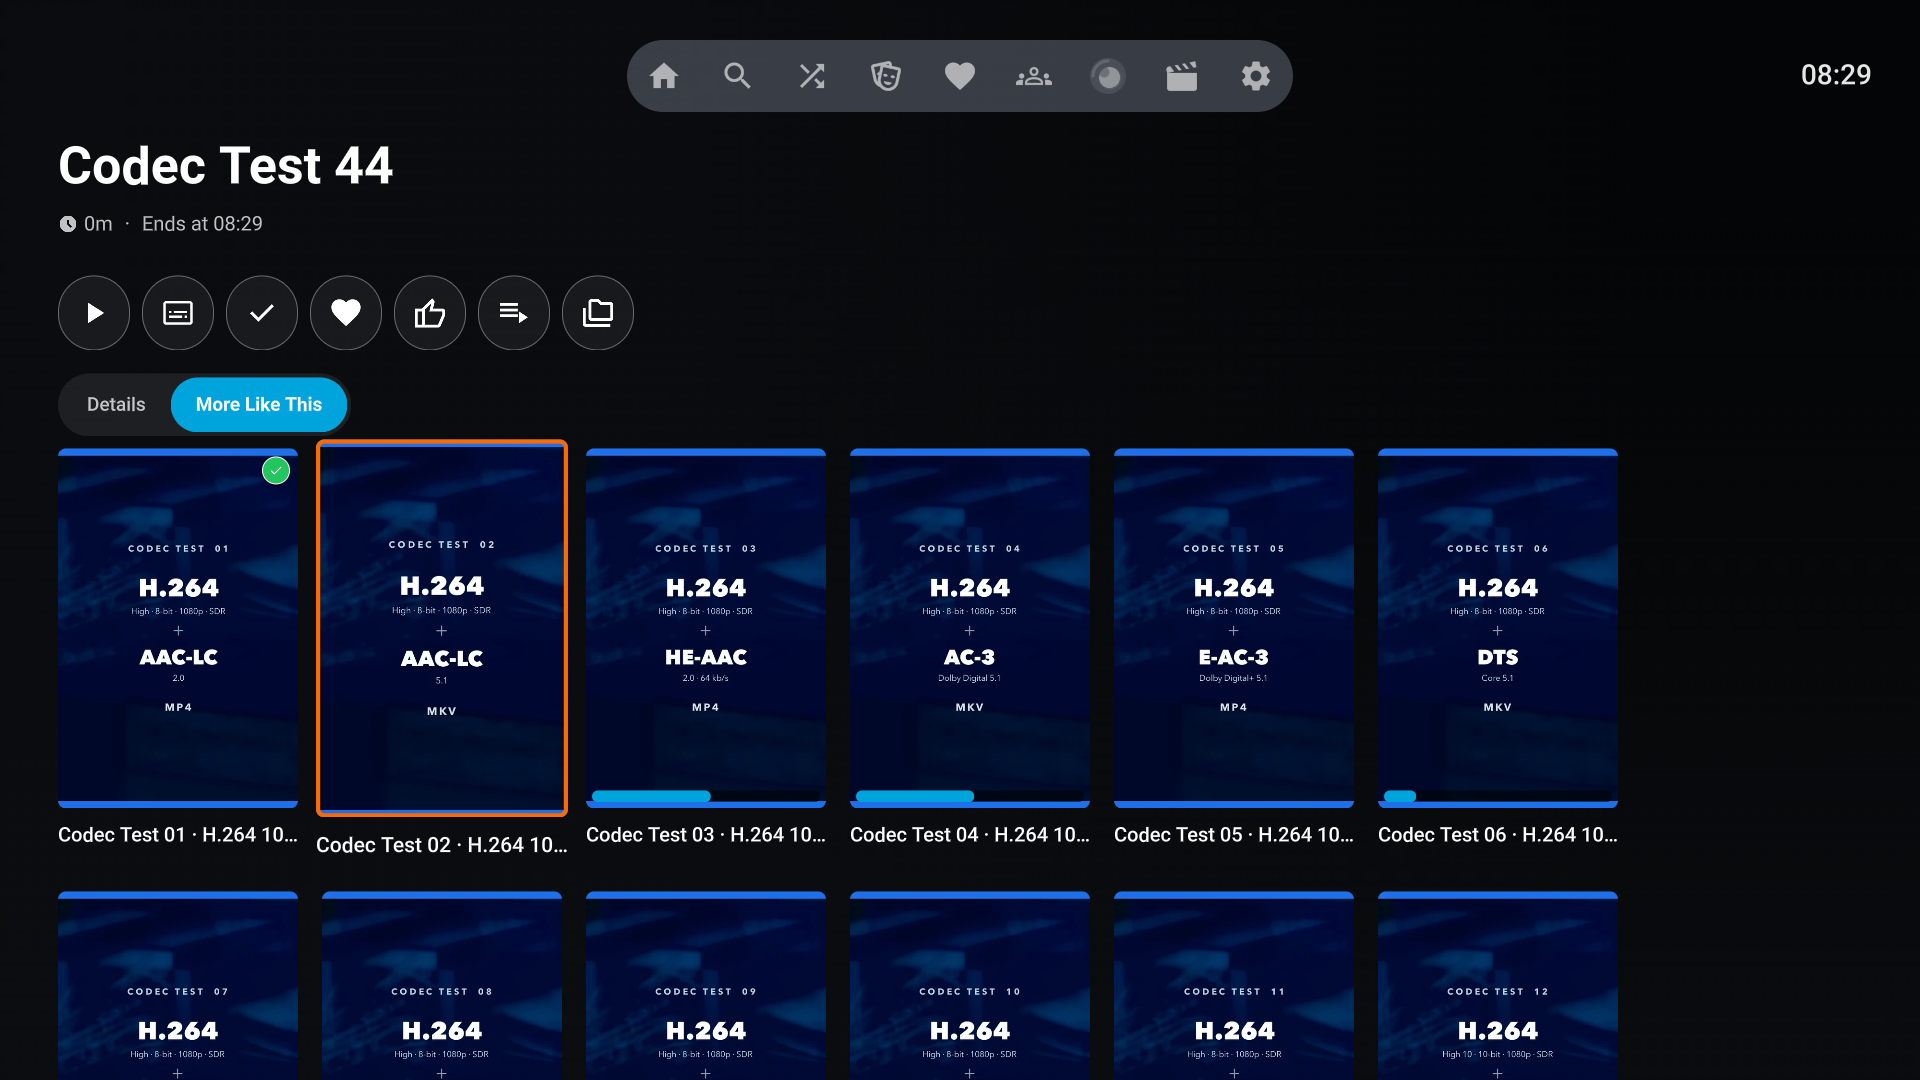 08:29
Codec Test 44
0m · Ends at 08:29
Details
More Like This
CODEC TEST 01
H.264
High · 8-bit · 1080p · SDR
+
AAC-LC
2.0
MP4
Codec Test 01 · H.264 10...
CODEC TEST 02
H.264
High · 8-bit · 1080p · SDR
+
AAC-LC
5.1
MKV
Codec Test 02 · H.264 10...
CODEC TEST 03
H.264
High · 8-bit · 1080p · SDR
+
HE-AAC
2.0 · 64 kb/s
MP4
Codec Test 03 · H.264 10...
CODEC TEST 04
H.264
High · 8-bit · 1080p · SDR
+
AC-3
Dolby Digital 5.1
MKV
Codec Test 04 · H.264 10...
CODEC TEST 05
H.264
High · 8-bit · 1080p · SDR
+
E-AC-3
Dolby Digital+ 5.1
MP4
Codec Test 05 · H.264 10...
CODEC TEST 06
H.264
High · 8-bit · 1080p · SDR
+
DTS
Core 5.1
MKV
Codec Test 06 · H.264 10...
CODEC TEST 07
H.264
High · 8-bit · 1080p · SDR
+
CODEC TEST 08
H.264
High · 8-bit · 1080p · SDR
+
CODEC TEST 09
H.264
High · 8-bit · 1080p · SDR
+
CODEC TEST 10
H.264
High · 8-bit · 1080p · SDR
+
CODEC TEST 11
H.264
High · 8-bit · 1080p · SDR
+
CODEC TEST 12
H.264
High 10 · 10-bit · 1080p · SDR
+